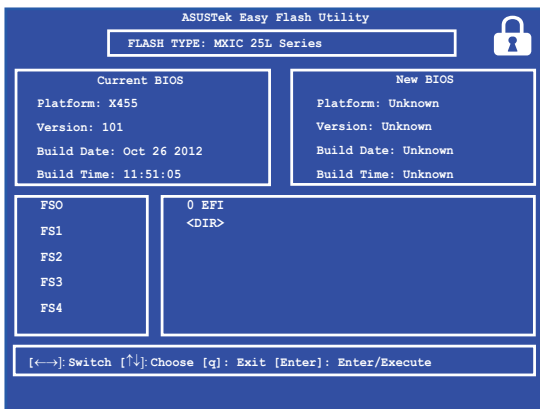 ASUSTek Easy Flash Utility
FLASH TYPE: MXIC 25L Series
Current BIOS
Platform: X455
Version: 101
Build Date: Oct 26 2012
Build Time: 11:51:05
New BIOS
Platform: Unknown
Version: Unknown
Build Date: Unknown
Build Time: Unknown
FSO
FS1
FS2
FS3
FS4
0 EFI
<DIR>
[←→]: Switch [↑↓]: Choose [q]: Exit [Enter]: Enter/Execute